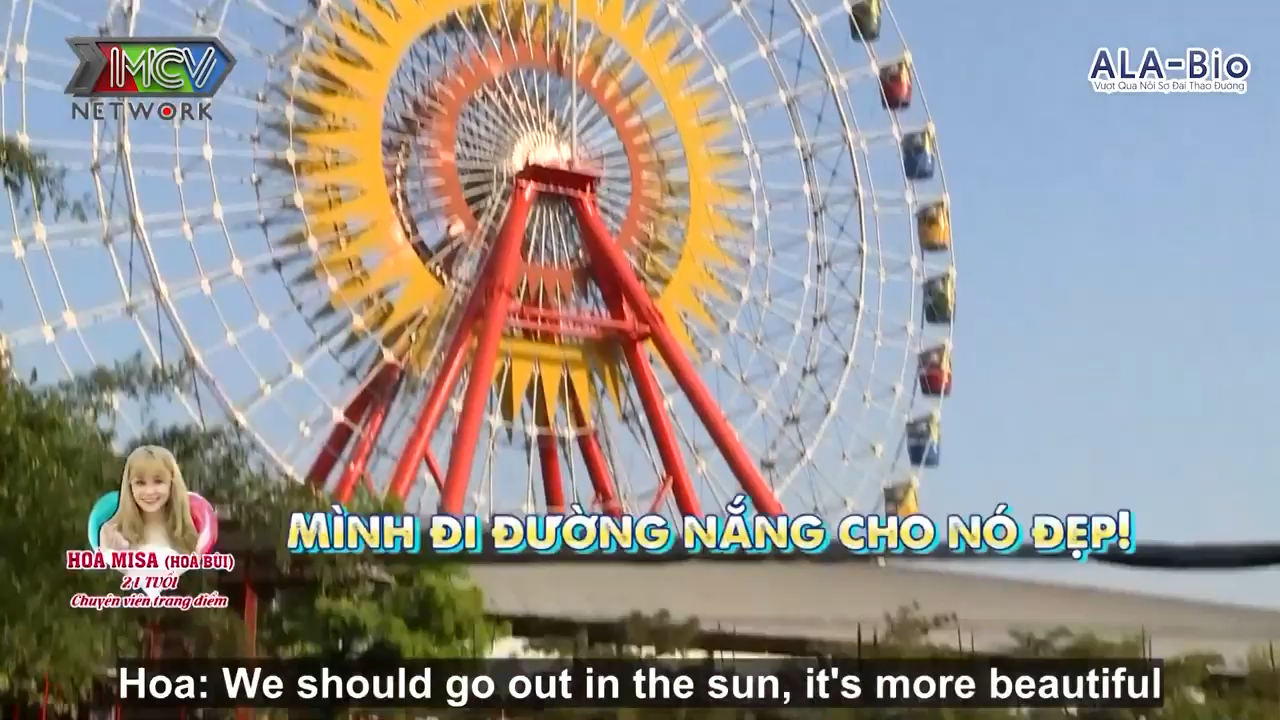 MCV
NETWORK
ALA-Bio
Vượt Qua Nỗi Sợ Đái Tháo Đường
MÌNH ĐI ĐƯỜNG NẮNG CHO NÓ ĐẸP!
HOÀ MISA (HOÀ BÙI)
21 TUỔI
Chuyên viên trang điểm
Hoa: We should go out in the sun, it's more beautiful